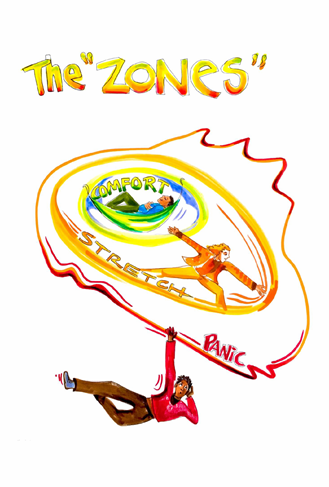 The "ZONES"
COMFORT
STRETCH
PANIC